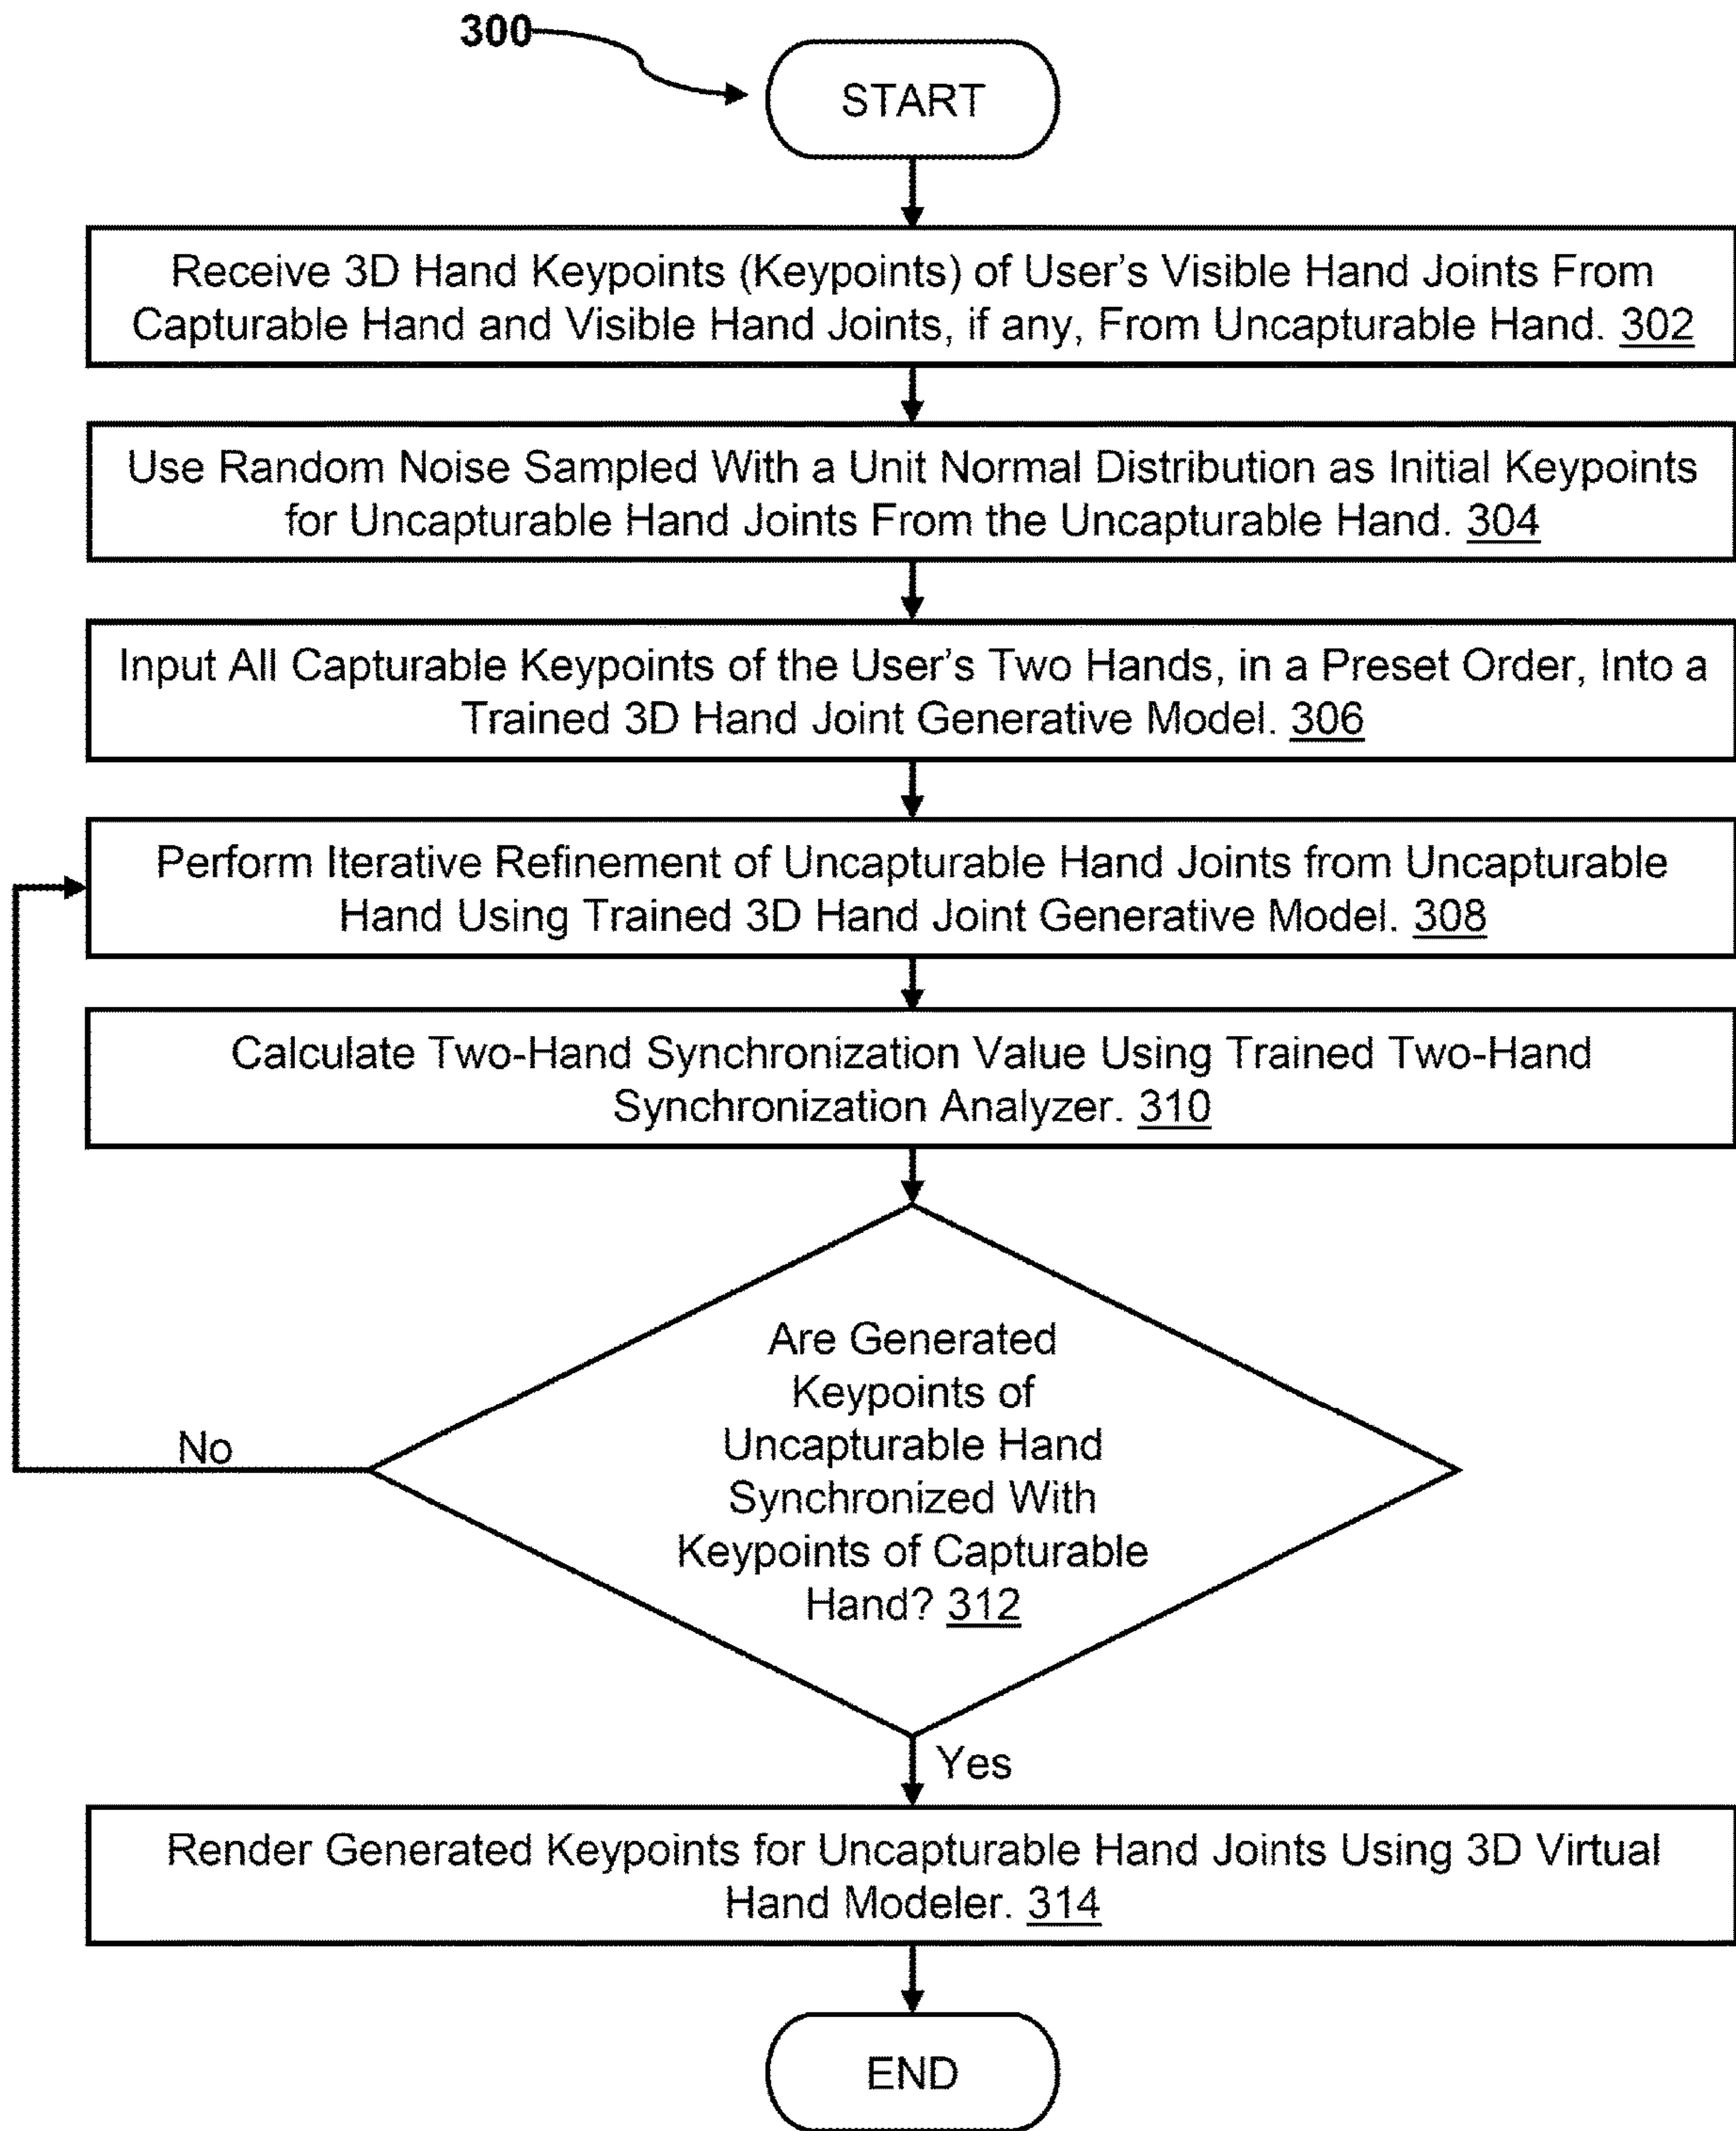 300
START
Receive 3D Hand Keypoints (Keypoints) of User's Visible Hand Joints From
Capturable Hand and Visible Hand Joints, if any, From Uncapturable Hand. 302
Use Random Noise Sampled With a Unit Normal Distribution as Initial Keypoints
for Uncapturable Hand Joints From the Uncapturable Hand. 304
Input All Capturable Keypoints of the User's Two Hands, in a Preset Order, Into a
Trained 3D Hand Joint Generative Model. 306
Perform Iterative Refinement of Uncapturable Hand Joints from Uncapturable
Hand Using Trained 3D Hand Joint Generative Model. 308
Calculate Two-Hand Synchronization Value Using Trained Two-Hand
Synchronization Analyzer. 310
Are Generated
Keypoints of
Uncapturable Hand
Synchronized With
Keypoints of Capturable
Hand? 312
No
Yes
Render Generated Keypoints for Uncapturable Hand Joints Using 3D Virtual
Hand Modeler. 314
END